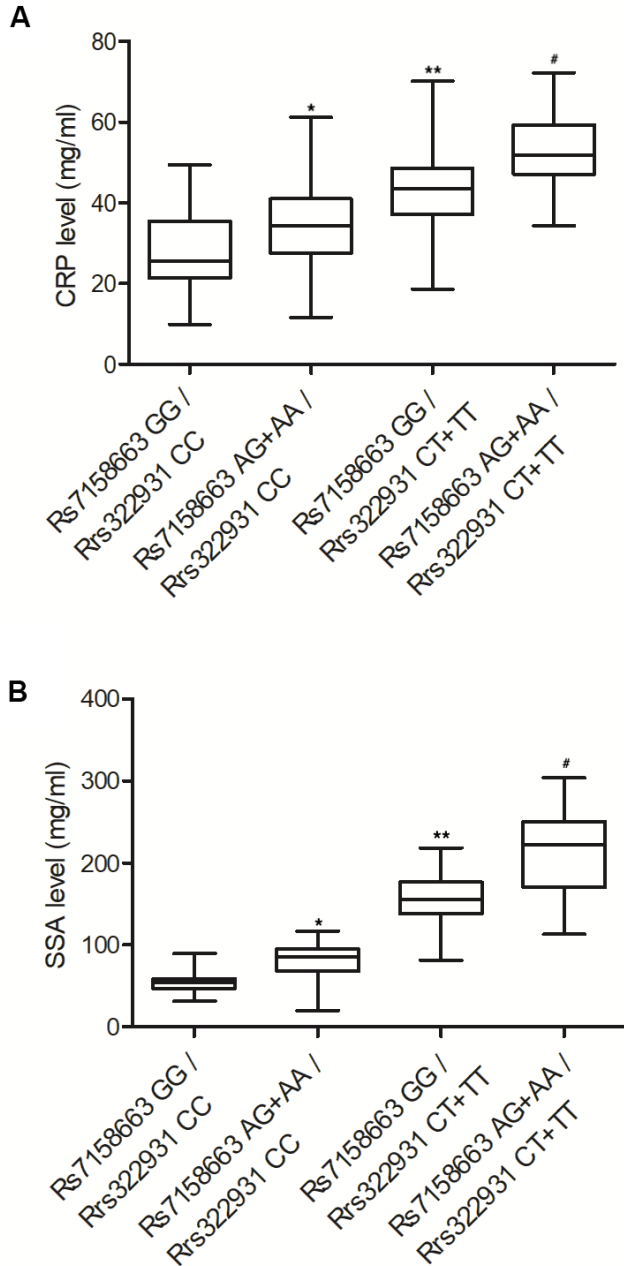 A
CRP level (mg/ml)
80
60
40
20
0
*
**
#
Rs7158663 GG /
Rrs322931 CC
Rs7158663 AG+AA /
Rrs322931 CC
Rs7158663 GG /
Rrs322931 CT+TT
Rs7158663 AG+AA /
Rrs322931 CT+TT
B
SSA level (mg/ml)
400
300
200
100
0
*
**
#
Rs7158663 GG /
Rrs322931 CC
Rs7158663 AG+AA /
Rrs322931 CC
Rs7158663 GG /
Rrs322931 CT+TT
Rs7158663 AG+AA /
Rrs322931 CT+TT